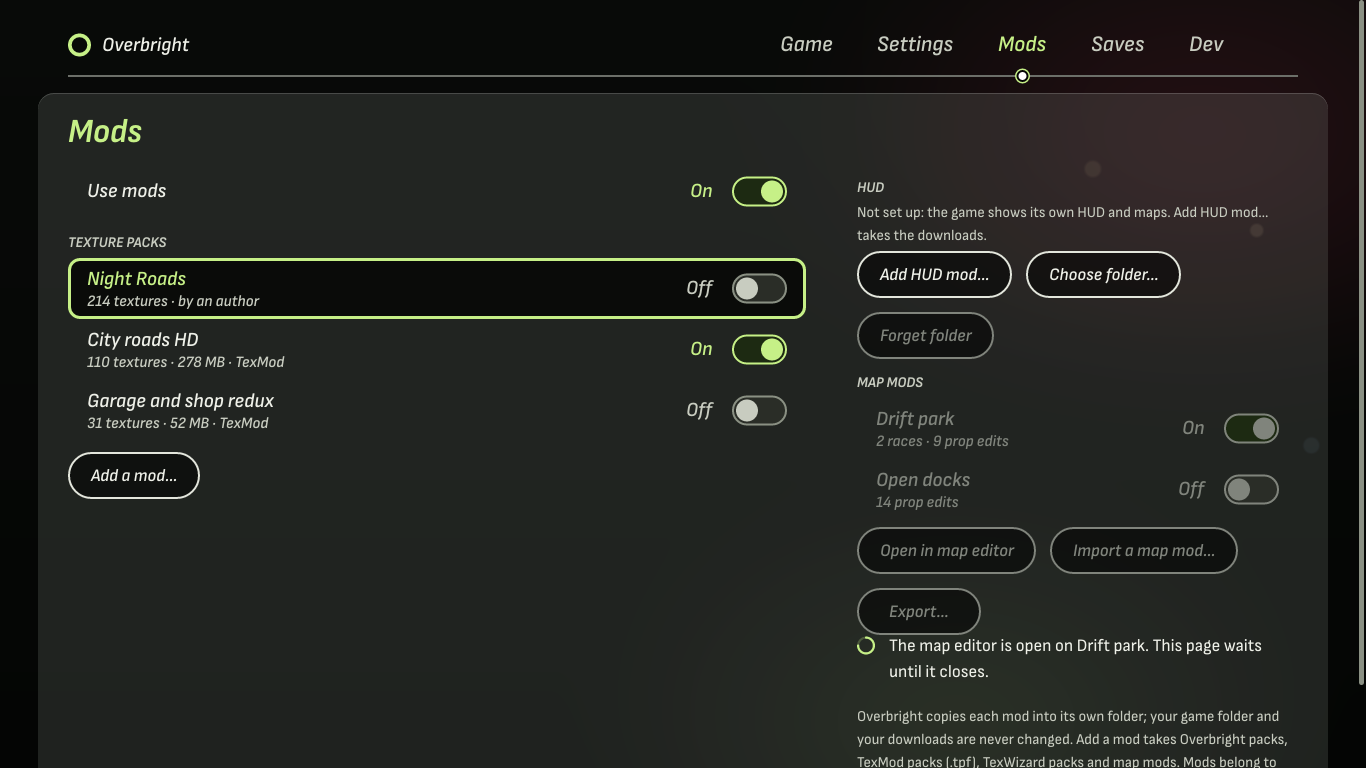 Overbright
Game
Settings
Mods
Saves
Dev
Mods
Use mods
On
TEXTURE PACKS
Night Roads
214 textures · by an author
Off
City roads HD
110 textures · 278 MB · TexMod
On
Garage and shop redux
31 textures · 52 MB · TexMod
Off
Add a mod...
HUD
Not set up: the game shows its own HUD and maps. Add HUD mod...
takes the downloads.
Add HUD mod...
Choose folder...
Forget folder
MAP MODS
Drift park
2 races · 9 prop edits
On
Open docks
14 prop edits
Off
Open in map editor
Import a map mod...
Export...
The map editor is open on Drift park. This page waits
until it closes.
Overbright copies each mod into its own folder; your game folder and
your downloads are never changed. Add a mod takes Overbright packs,
TexMod packs (.tpf), TexWizard packs and map mods. Mods belong to